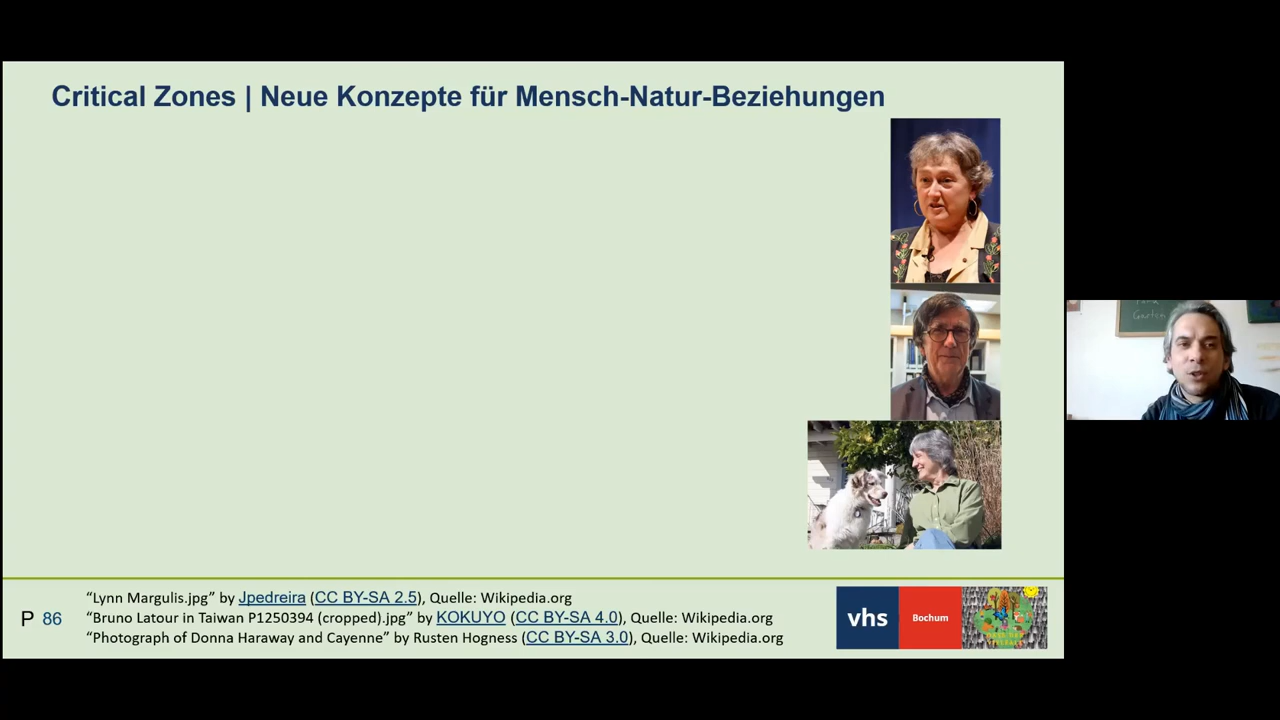 Critical Zones | Neue Konzepte für Mensch-Natur-Beziehungen
Garten
“Lynn Margulis.jpg” by Jpedreira (CC BY-SA 2.5), Quelle: Wikipedia.org
P 86
“Bruno Latour in Taiwan P1250394 (cropped).jpg” by KOKUYO (CC BY-SA 4.0), Quelle: Wikipedia.org
“Photograph of Donna Haraway and Cayenne” by Rusten Hogness (CC BY-SA 3.0), Quelle: Wikipedia.org
vhs
Bochum